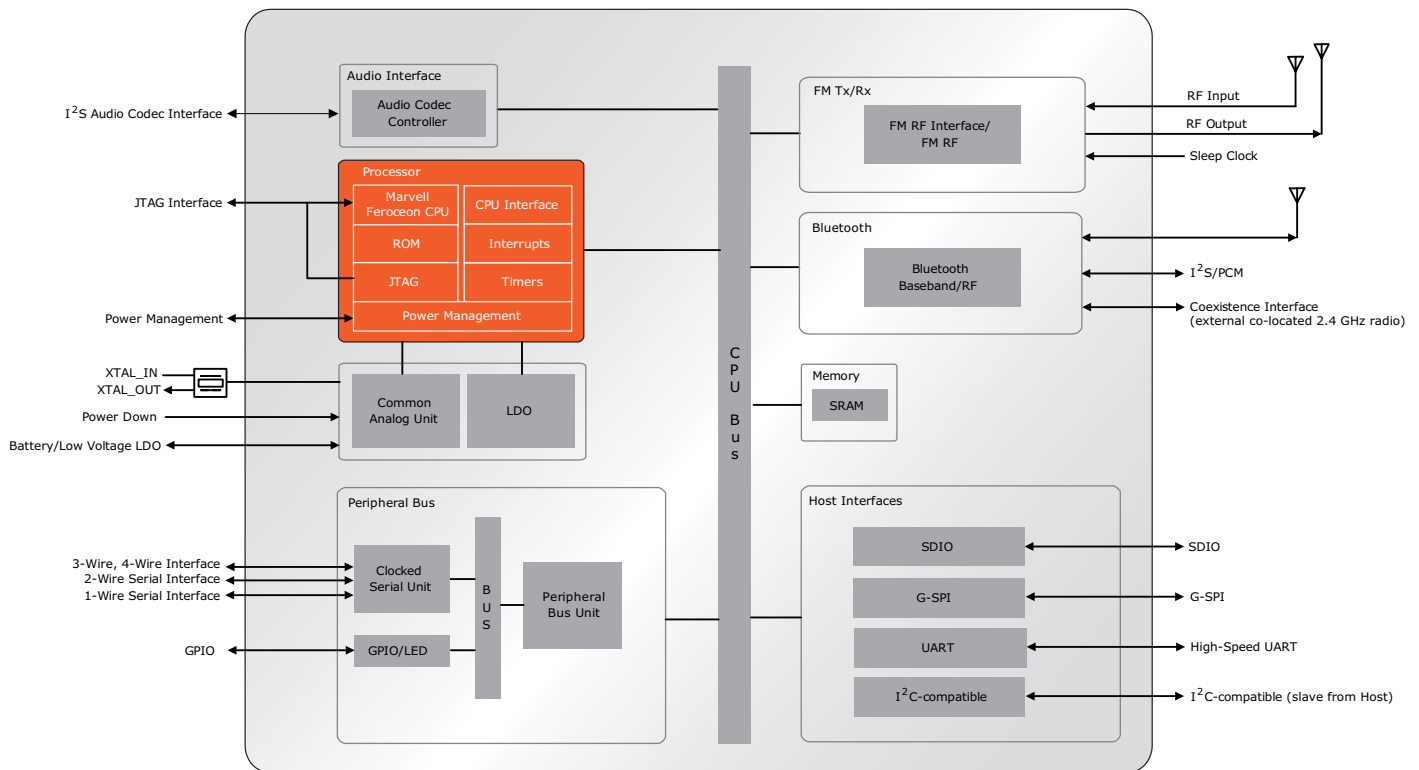 Audio Interface
Audio Codec
Controller
I²S Audio Codec Interface
Processor
Marvell
Feroceon CPU
CPU Interface
ROM
Interrupts
JTAG
Timers
Power Management
JTAG Interface
Power Management
XTAL_IN
XTAL_OUT
Power Down
Battery/Low Voltage LDO
Common
Analog Unit
LDO
Peripheral Bus
3-Wire, 4-Wire Interface
2-Wire Serial Interface
1-Wire Serial Interface
GPIO
Clocked
Serial Unit
GPIO/LED
BUS
Peripheral
Bus Unit
CPU Bus
FM Tx/Rx
FM RF Interface/
FM RF
RF Input
RF Output
Sleep Clock
Bluetooth
Bluetooth
Baseband/RF
I²S/PCM
Coexistence Interface
(external co-located 2.4 GHz radio)
Memory
SRAM
Host Interfaces
SDIO
SDIO
G-SPI
G-SPI
UART
High-Speed UART
I²C-compatible
I²C-compatible (slave from Host)